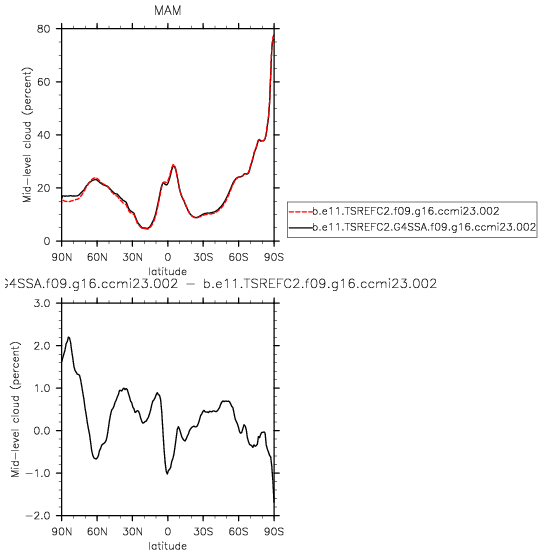 MAM
80
60
40
20
0
Mid-level cloud (percent)
90N 60N 30N 0 30S 60S 90S
latitude
b.e11.TSREFC2.f09.g16.ccmi23.002
b.e11.TSREFC2.G4SSA.f09.g16.ccmi23.002
G4SSA.f09.g16.ccmi23.002 - b.e11.TSREFC2.f09.g16.ccmi23.002
3.0
2.0
1.0
0.0
-1.0
-2.0
Mid-level cloud (percent)
90N 60N 30N 0 30S 60S 90S
latitude